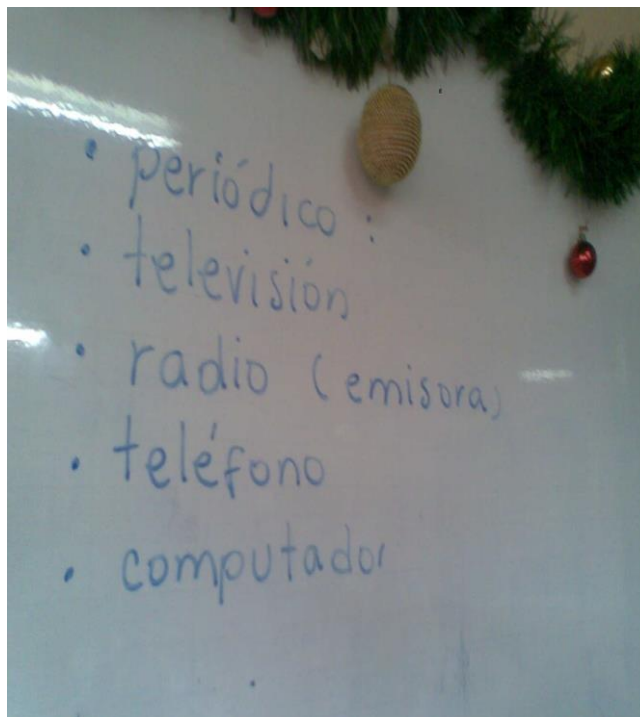 · periódico :
· televisión
· radio (emisora)
· teléfono
· computador